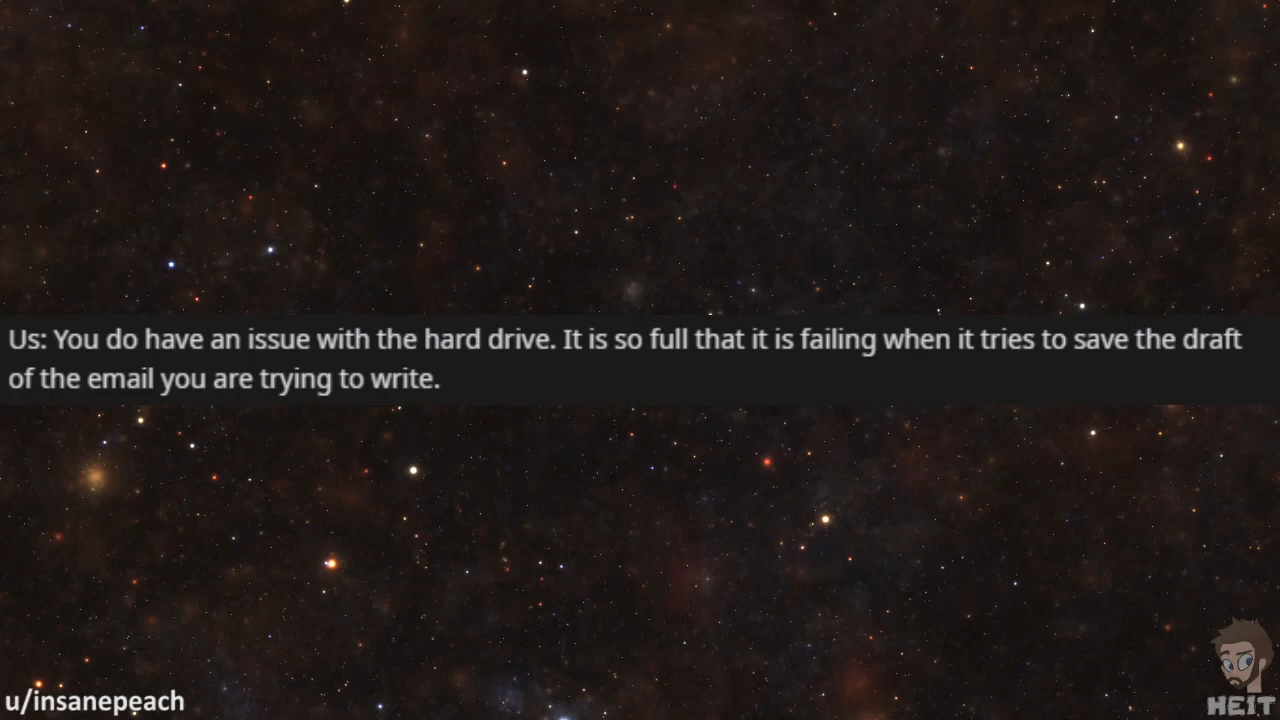 Us: You do have an issue with the hard drive. It is so full that it is failing when it tries to save the draft
of the email you are trying to write.
u/insanepeach
HEIT